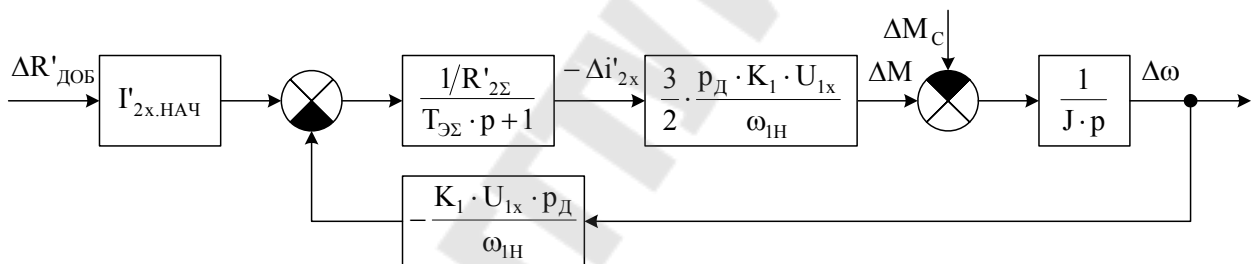 ΔR'ДОБ
I'2x.НАЧ
1/R'2Σ
TЭΣ · p + 1
− Δi'2x
3/2 · pД · K1 · U1x / ω1Н
ΔM
ΔMC
1
J · p
Δω
− K1 · U1x · pД / ω1Н